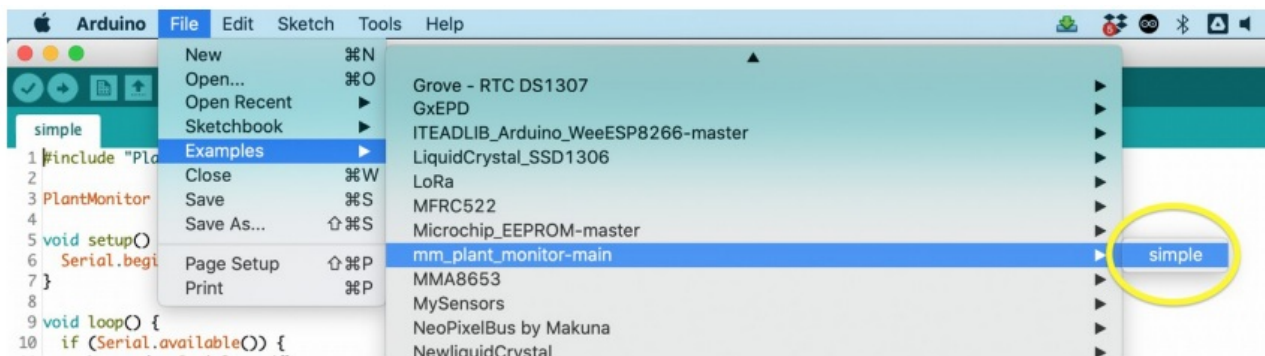 Arduino File Edit Sketch Tools Help
5
New ⌘N
Open... ⌘O
Open Recent
Sketchbook
Examples
Close ⌘W
Save ⌘S
Save As... ⇧⌘S
Page Setup ⇧⌘P
Print ⌘P
Grove - RTC DS1307
GxEPD
ITEADLIB_Arduino_WeeESP8266-master
LiquidCrystal_SSD1306
LoRa
MFRC522
Microchip_EEPROM-master
mm_plant_monitor-main
MMA8653
MySensors
NeoPixelBus by Makuna
NewliquidCrystal
simple
simple
1 #include "Pla
2
3 PlantMonitor
4
5 void setup()
6 Serial.begi
7 }
8
9 void loop() {
10 if (Serial.available()) {